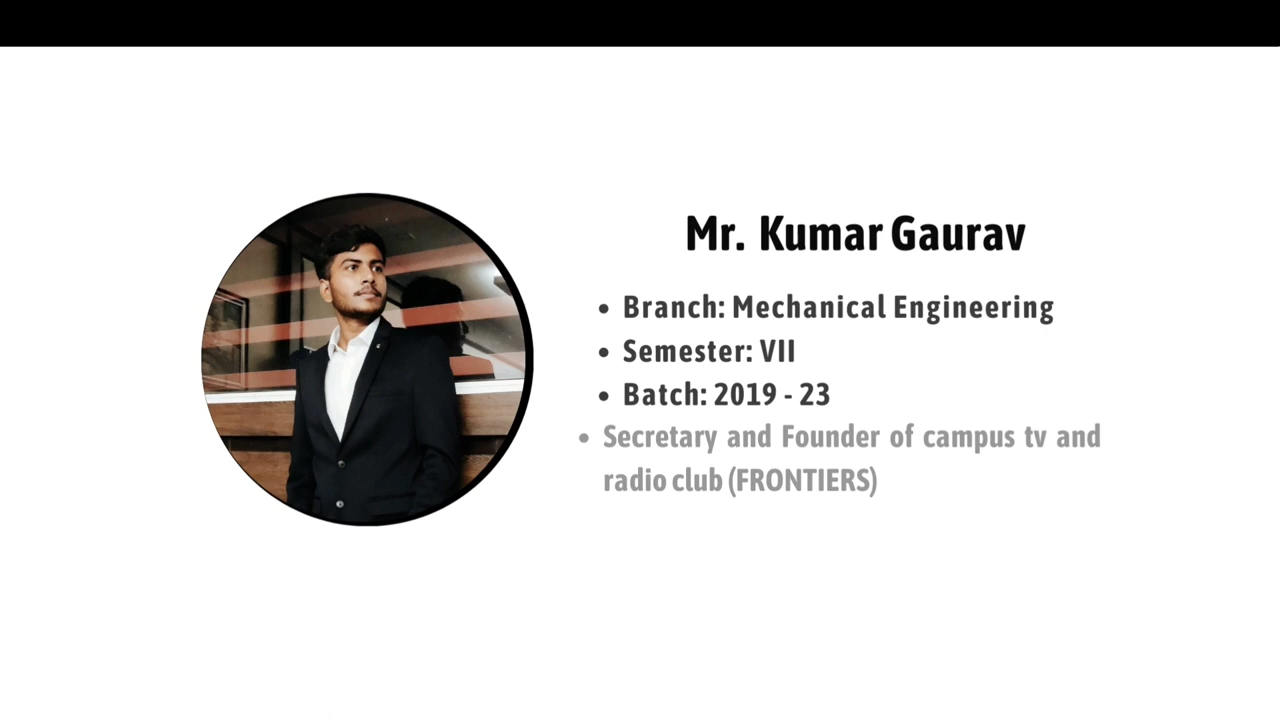 Mr. Kumar Gaurav
• Branch: Mechanical Engineering
• Semester: VII
• Batch: 2019 - 23
• Secretary and Founder of campus tv and
radio club (FRONTIERS)